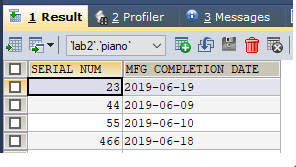 1 Result 2 Profiler 3 Messages
`lab2`.`piano`
SERIAL NUM MFG COMPLETION DATE
23 2019-06-19
44 2019-06-09
55 2019-06-10
466 2019-06-18